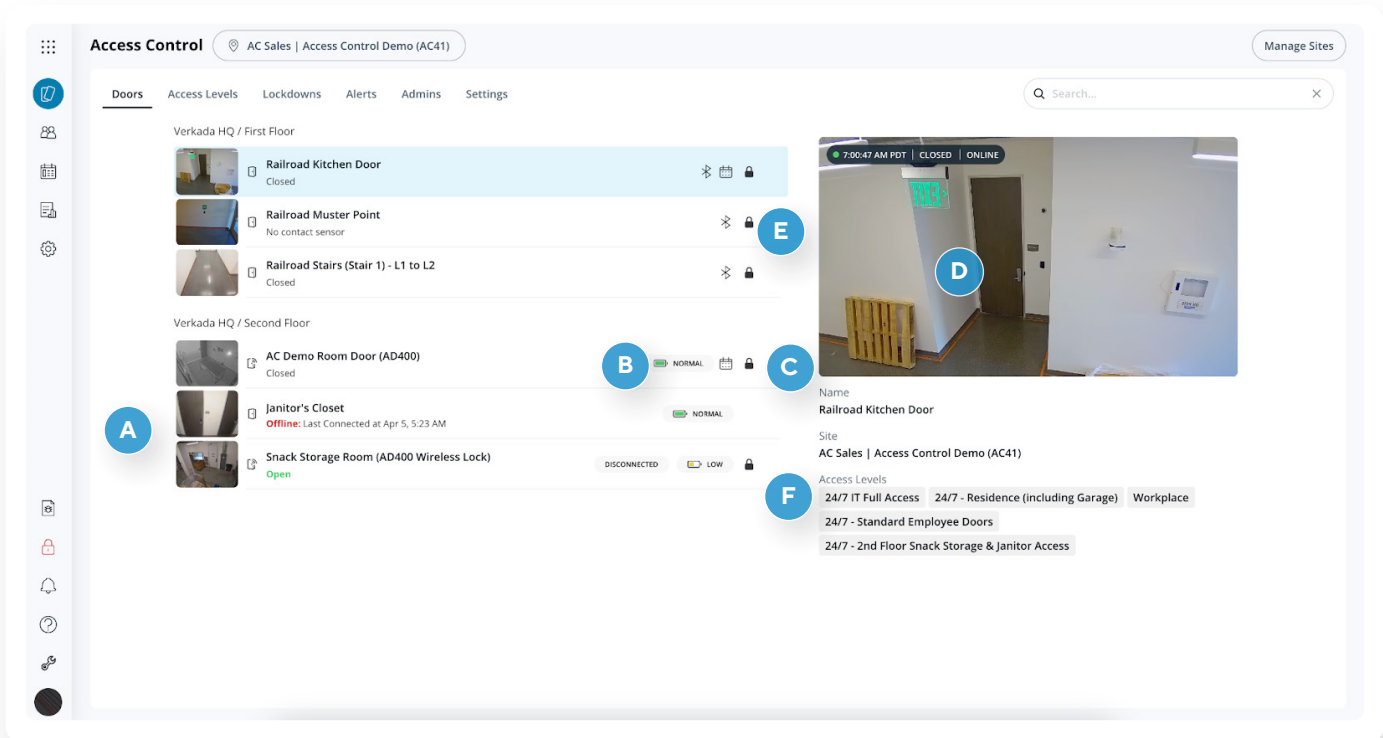 Access Control
AC Sales | Access Control Demo (AC41)
Manage Sites
Doors Access Levels Lockdowns Alerts Admins Settings
Search...
Verkada HQ / First Floor
Railroad Kitchen Door
Closed
Railroad Muster Point
No contact sensor
E
Railroad Stairs (Stair 1) - L1 to L2
Closed
Verkada HQ / Second Floor
AC Demo Room Door (AD400)
Closed
B
NORMAL
C
A
Janitor's Closet
Offline: Last Connected at Apr 5, 5:23 AM
NORMAL
Snack Storage Room (AD400 Wireless Lock)
Open
DISCONNECTED
LOW
7:00:47 AM PDT | CLOSED | ONLINE
D
Name
Railroad Kitchen Door
Site
AC Sales | Access Control Demo (AC41)
Access Levels
F
24/7 IT Full Access 24/7 - Residence (including Garage) Workplace
24/7 - Standard Employee Doors
24/7 - 2nd Floor Snack Storage & Janitor Access